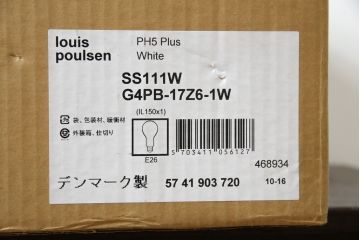 louis
poulsen
PH5 Plus
White
SS111W
G4PB-17Z6-1W
袋、包装材、緩衝材
外装箱、仕切り
(IL150x1)
E26
5 703411 056127
468934
デンマーク製
57 41 903 720
10-16